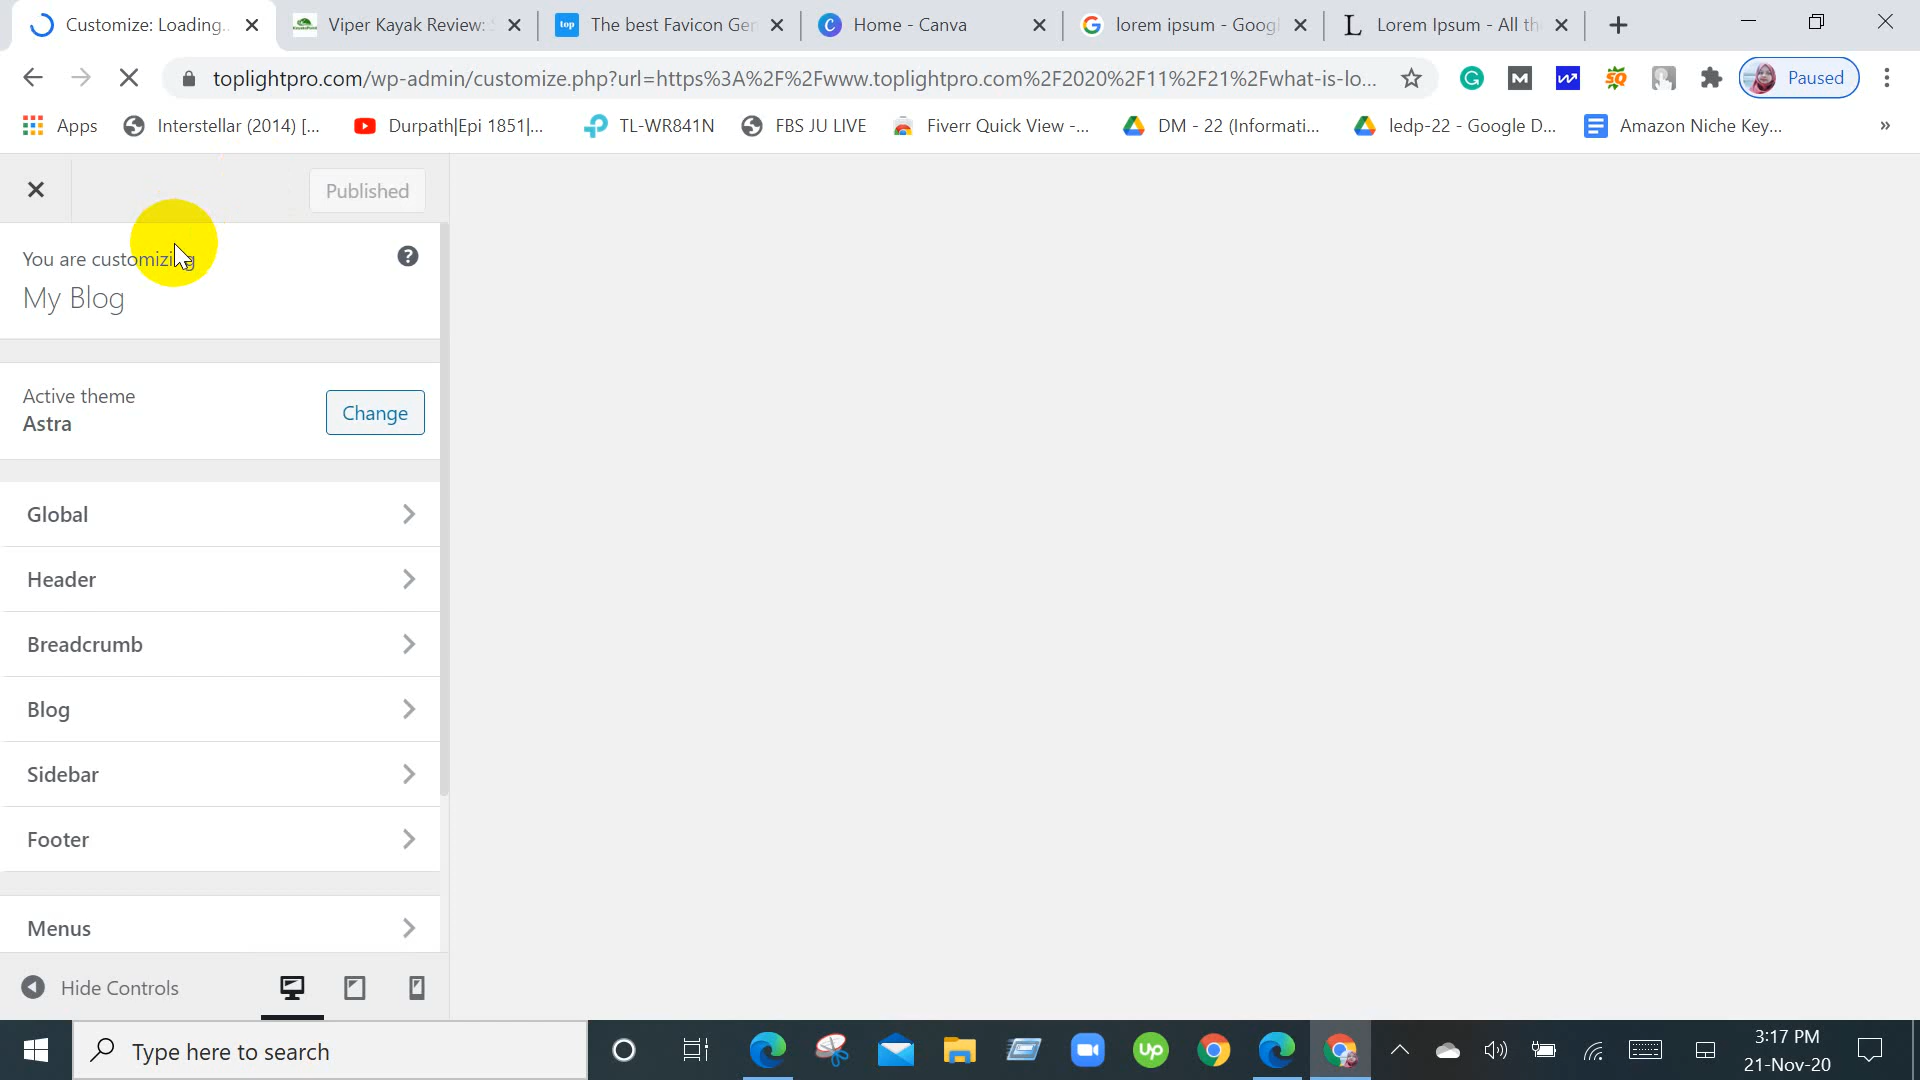 Customize: Loading..
Viper Kayak Review:
The best Favicon Gen
Home - Canva
lorem ipsum - Googl
Lorem Ipsum - All th
toplightpro.com/wp-admin/customize.php?url=https%3A%2F%2Fwww.toplightpro.com%2F2020%2F11%2F21%2Fwhat-is-lo...
Paused
Apps
Interstellar (2014) [...
Durpath|Epi 1851|...
TL-WR841N
FBS JU LIVE
Fiverr Quick View -...
DM - 22 (Informati...
ledp-22 - Google D...
Amazon Niche Key...
»
Published
You are customizing
My Blog
Active theme
Astra
Change
Global
Header
Breadcrumb
Blog
Sidebar
Footer
Menus
Hide Controls
Type here to search
3:17 PM
21-Nov-20